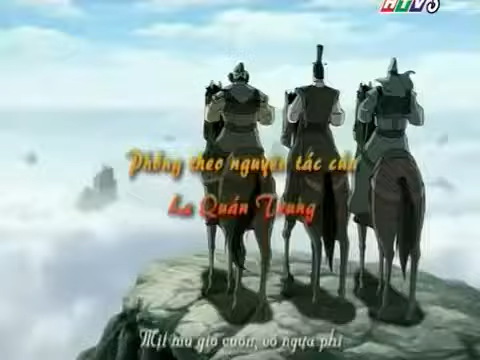 HTV3
Phỏng theo nguyên tác của
La Quán Trung
Mịt mù gió cuốn, vó ngựa phi